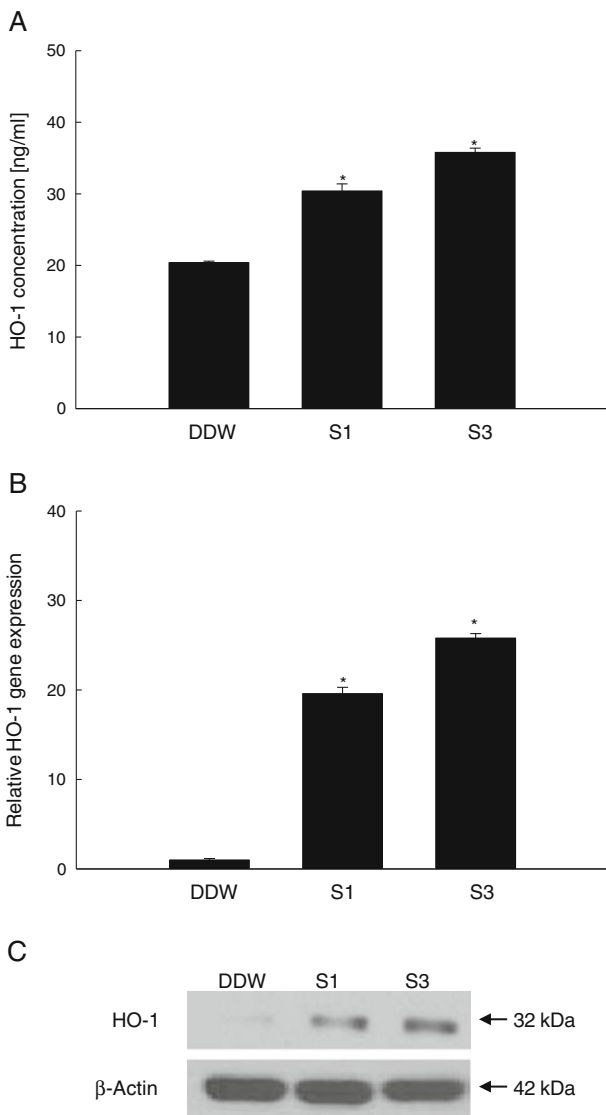 A
HO-1 concentration [ng/ml]
50
40
30
20
10
0
*
*
DDW S1 S3
B
Relative HO-1 gene expression
40
30
20
10
0
*
*
DDW S1 S3
C
DDW S1 S3
HO-1 ← 32 kDa
β-Actin ← 42 kDa